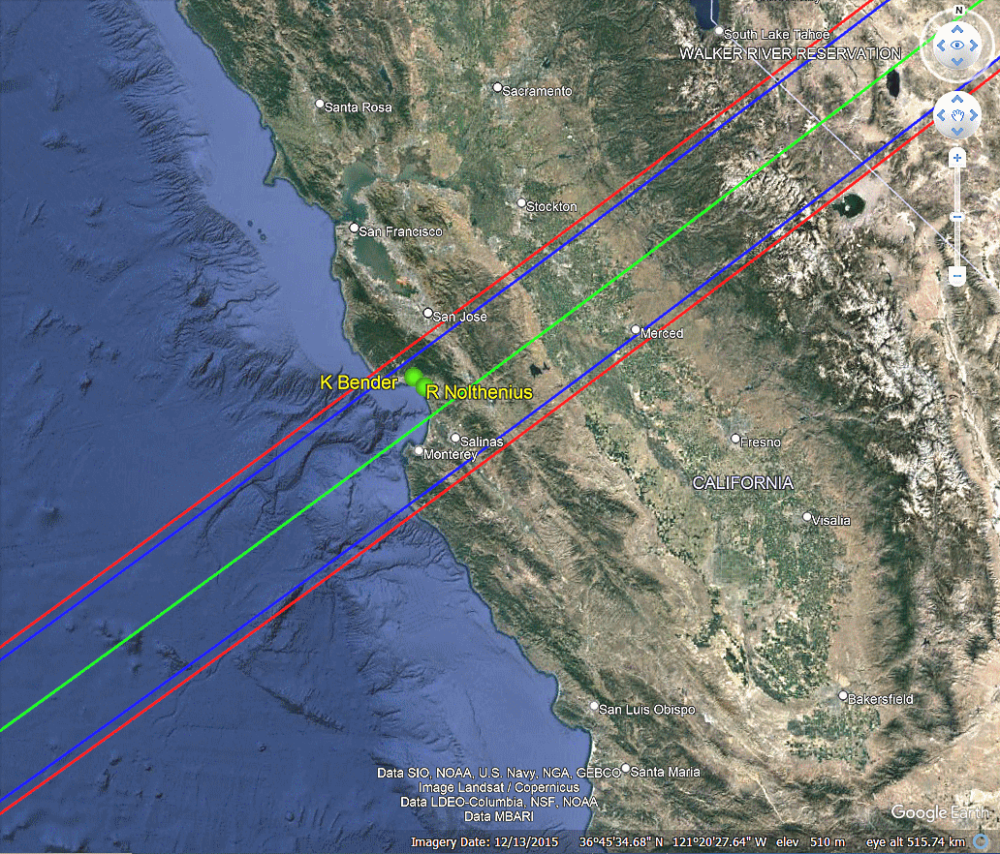 N
South Lake Tahoe
WALKER RIVER RESERVATION
Sacramento
Santa Rosa
Stockton
San Francisco
San Jose
Merced
K Bender
R Nolthenius
Salinas
Monterey
Fresno
CALIFORNIA
Visalia
Bakersfield
San Luis Obispo
Santa Maria
Data SIO, NOAA, U.S. Navy, NGA, GEBCO
Image Landsat / Copernicus
Data LDEO-Columbia, NSF, NOAA
Data MBARI
Google Earth
Imagery Date: 12/13/2015 36°45'34.68" N 121°20'27.64" W elev 510 m eye alt 515.74 km